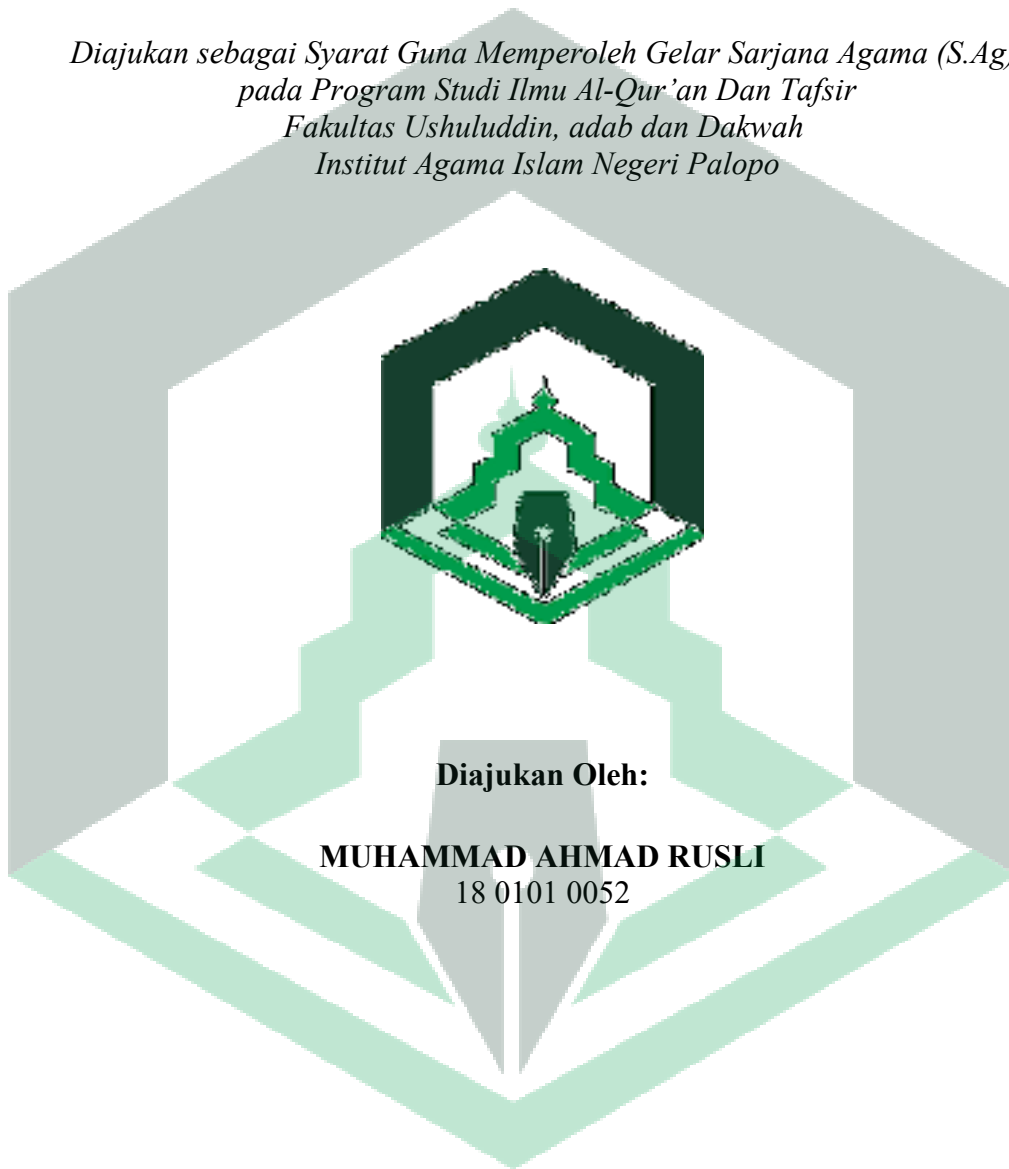 Diajukan sebagai Syarat Guna Memperoleh Gelar Sarjana Agama (S.Ag)
pada Program Studi Ilmu Al-Qur’an Dan Tafsir
Fakultas Ushuluddin, adab dan Dakwah
Institut Agama Islam Negeri Palopo
Diajukan Oleh:
MUHAMMAD AHMAD RUSLI
18 0101 0052